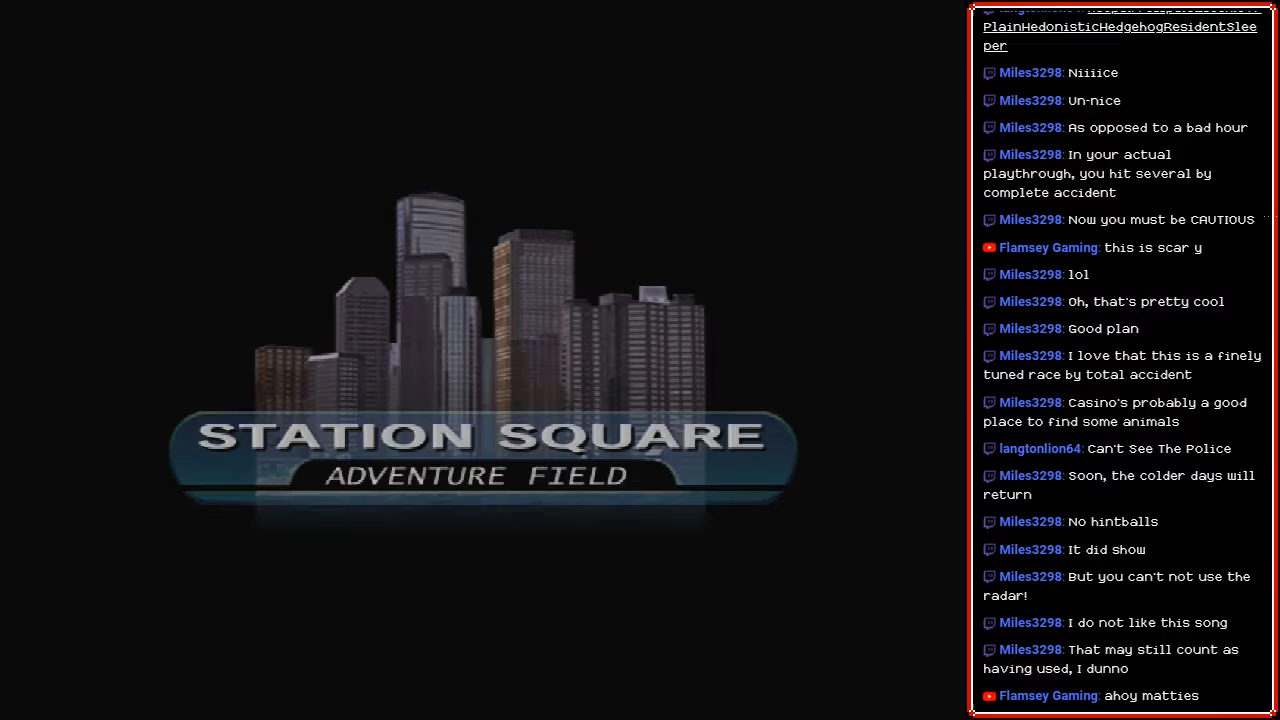 STATION SQUARE
ADVENTURE FIELD
PlainHedonisticHedgehogResidentSlee
per
Miles3298: Niiiice
Miles3298: Un-nice
Miles3298: As opposed to a bad hour
Miles3298: In your actual
playthrough, you hit several by
complete accident
Miles3298: Now you must be CAUTIOUS
Flamsey Gaming: this is scar y
Miles3298: lol
Miles3298: Oh, that's pretty cool
Miles3298: Good plan
Miles3298: I love that this is a finely
tuned race by total accident
Miles3298: Casino's probably a good
place to find some animals
langtonlion64: Can't See The Police
Miles3298: Soon, the colder days will
return
Miles3298: No hintballs
Miles3298: It did show
Miles3298: But you can't not use the
radar!
Miles3298: I do not like this song
Miles3298: That may still count as
having used, I dunno
Flamsey Gaming: ahoy matties